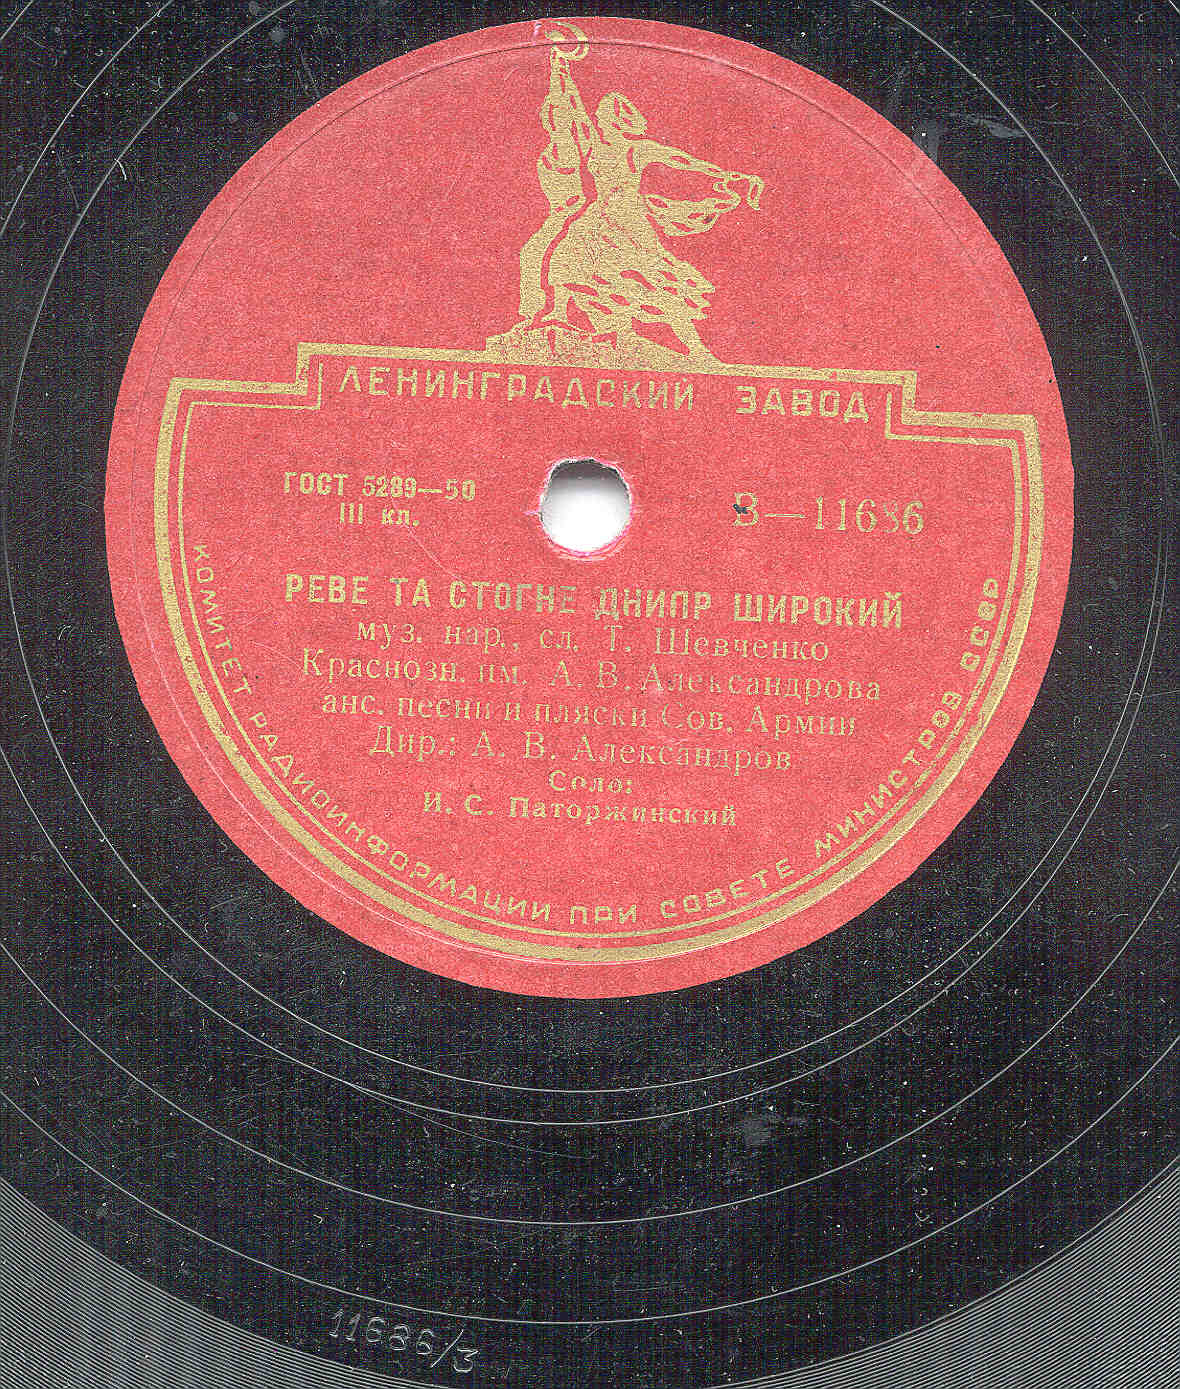 ЛЕНИНГРАДСКИЙ ЗАВОД
ГОСТ 5289—50
III кл.
В—11686
РЕВЕ ТА СТОГНЕ ДНИПР ШИРОКИЙ
муз. нар., сл. Т. Шевченко
Краснозн. им. А. В. Александрова
анс. песни и пляски Сов. Армии
Дир.: А. В. Александров
Соло:
И. С. Паторжинский
КОМИТЕТ РАДИОИНФОРМАЦИИ ПРИ СОВЕТЕ МИНИСТРОВ СССР
11686/3